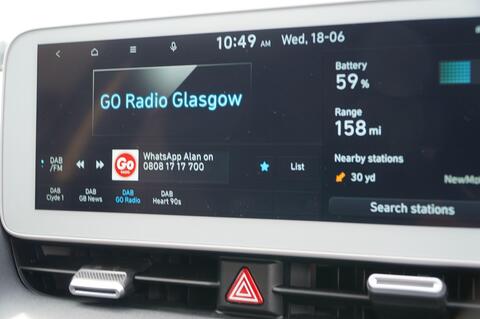 10:49 AM Wed, 18-06
GO Radio Glasgow
Battery
59 %
Range
158 mi
Nearby stations
30 yd
Search stations
DAB
/FM
Go
RADIO
WhatsApp Alan on
0808 17 17 700
List
DAB
Clyde 1
DAB
GB News
DAB
GO Radio
DAB
Heart 90s